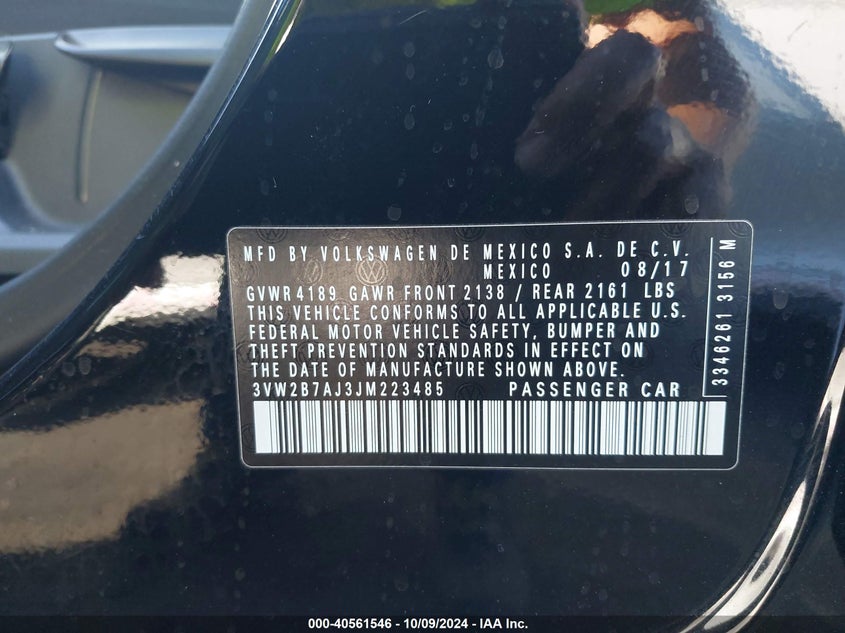 MFD BY VOLKSWAGEN DE MEXICO S.A. DE C.V.
MEXICO 08/17
GVWR 4189 GAWR FRONT 2138 / REAR 2161 LBS
THIS VEHICLE CONFORMS TO ALL APPLICABLE U.S.
FEDERAL MOTOR VEHICLE SAFETY, BUMPER AND
THEFT PREVENTION STANDARDS IN EFFECT ON
THE DATE OF MANUFACTURE SHOWN ABOVE.
3VW2B7AJ3JM223485 PASSENGER CAR
3346261 3156 M
000-40561546 - 10/09/2024 - IAA Inc.